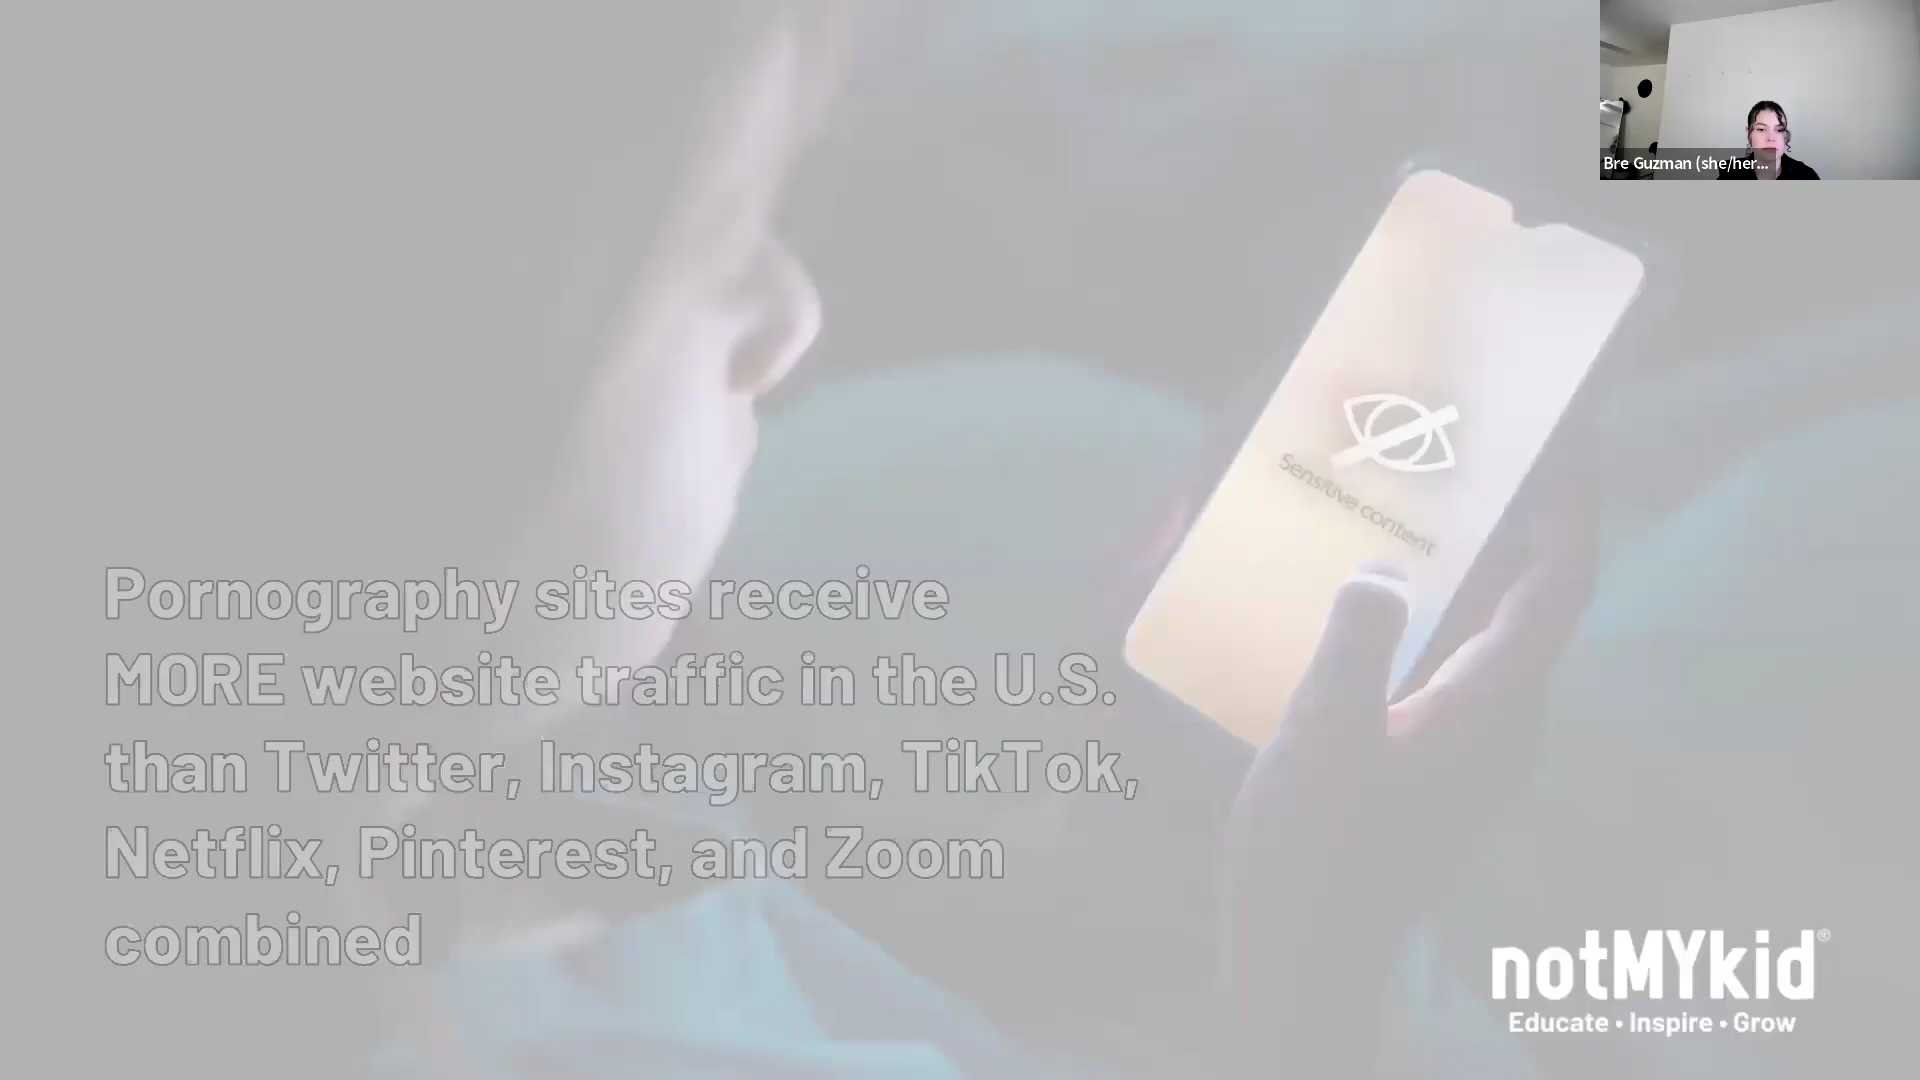 Bre Guzman (she/her...
Sensitive content
Pornography sites receive
MORE website traffic in the U.S.
than Twitter, Instagram, TikTok,
Netflix, Pinterest, and Zoom
combined
notMYkid®
Educate • Inspire • Grow